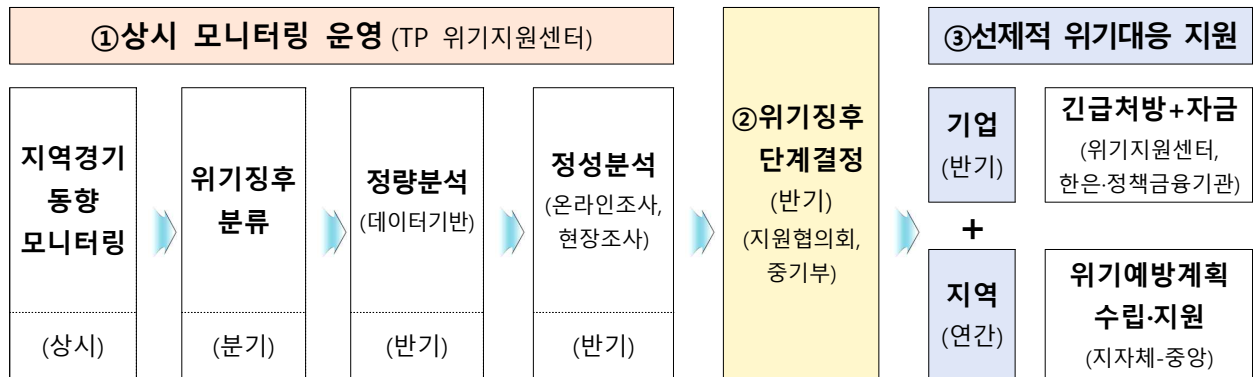 ①상시 모니터링 운영 (TP 위기지원센터)
지역경기
동향
모니터링
(상시)
위기징후
분류
(분기)
정량분석
(데이터기반)
(반기)
정성분석
(온라인조사,
현장조사)
(반기)
②위기징후
단계결정
(반기)
(지원협의회,
중기부)
③선제적 위기대응 지원
기업
(반기)
긴급처방+자금
(위기지원센터,
한은·정책금융기관)
+
지역
(연간)
위기예방계획
수립·지원
(지자체-중앙)